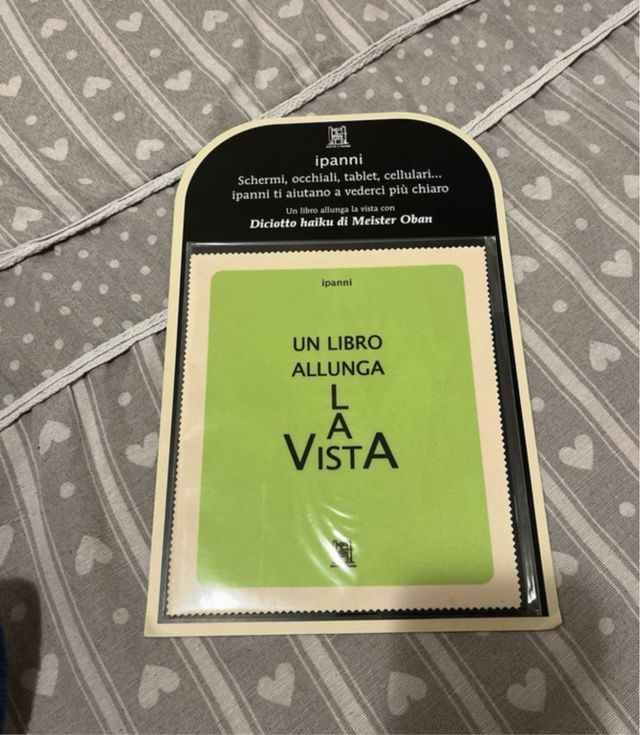 ipanni
Schermi, occhiali, tablet, cellulari...
ipanni ti aiutano a vederci più chiaro
Un libro allunga la vista con
Diciotto haiku di Meister Oban
ipanni
UN LIBRO
ALLUNGA
L
A
VISTA